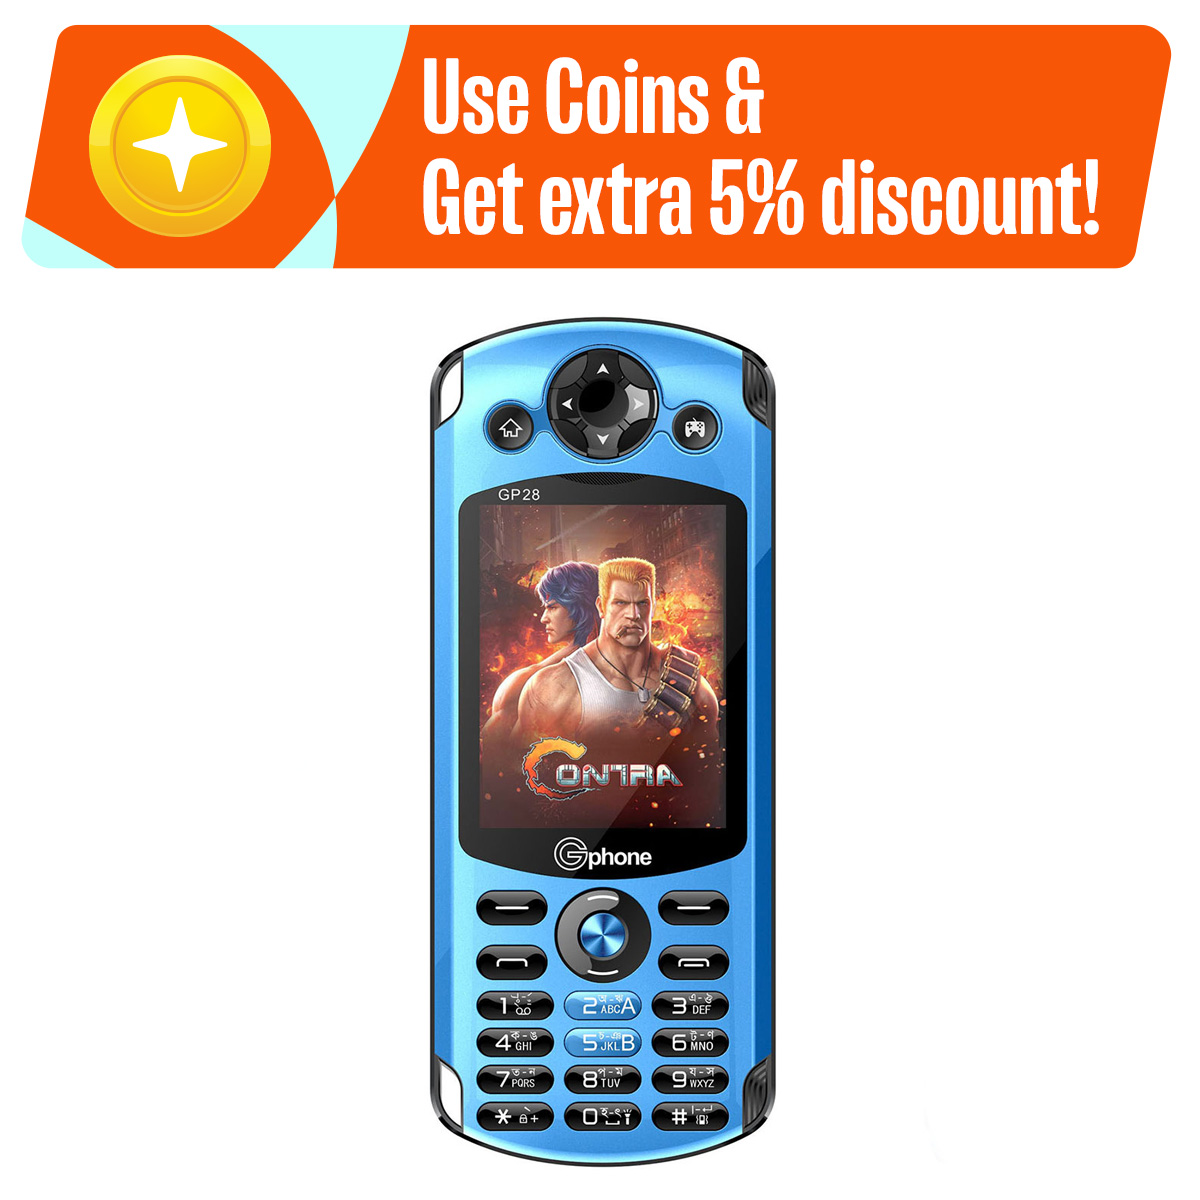 Use Coins &
Get extra 5% discount!
GP28
CONTRA
Gphone
1
2 অ-ঋ ABC A
3 এ-ঔ DEF
4 ক-ঙ GHI
5 চ-ঞ JKL B
6 ট-ণ MNO
7 ত-ন PQRS
8 প-ম TUV
9 য-স WXYZ
* +
0
#